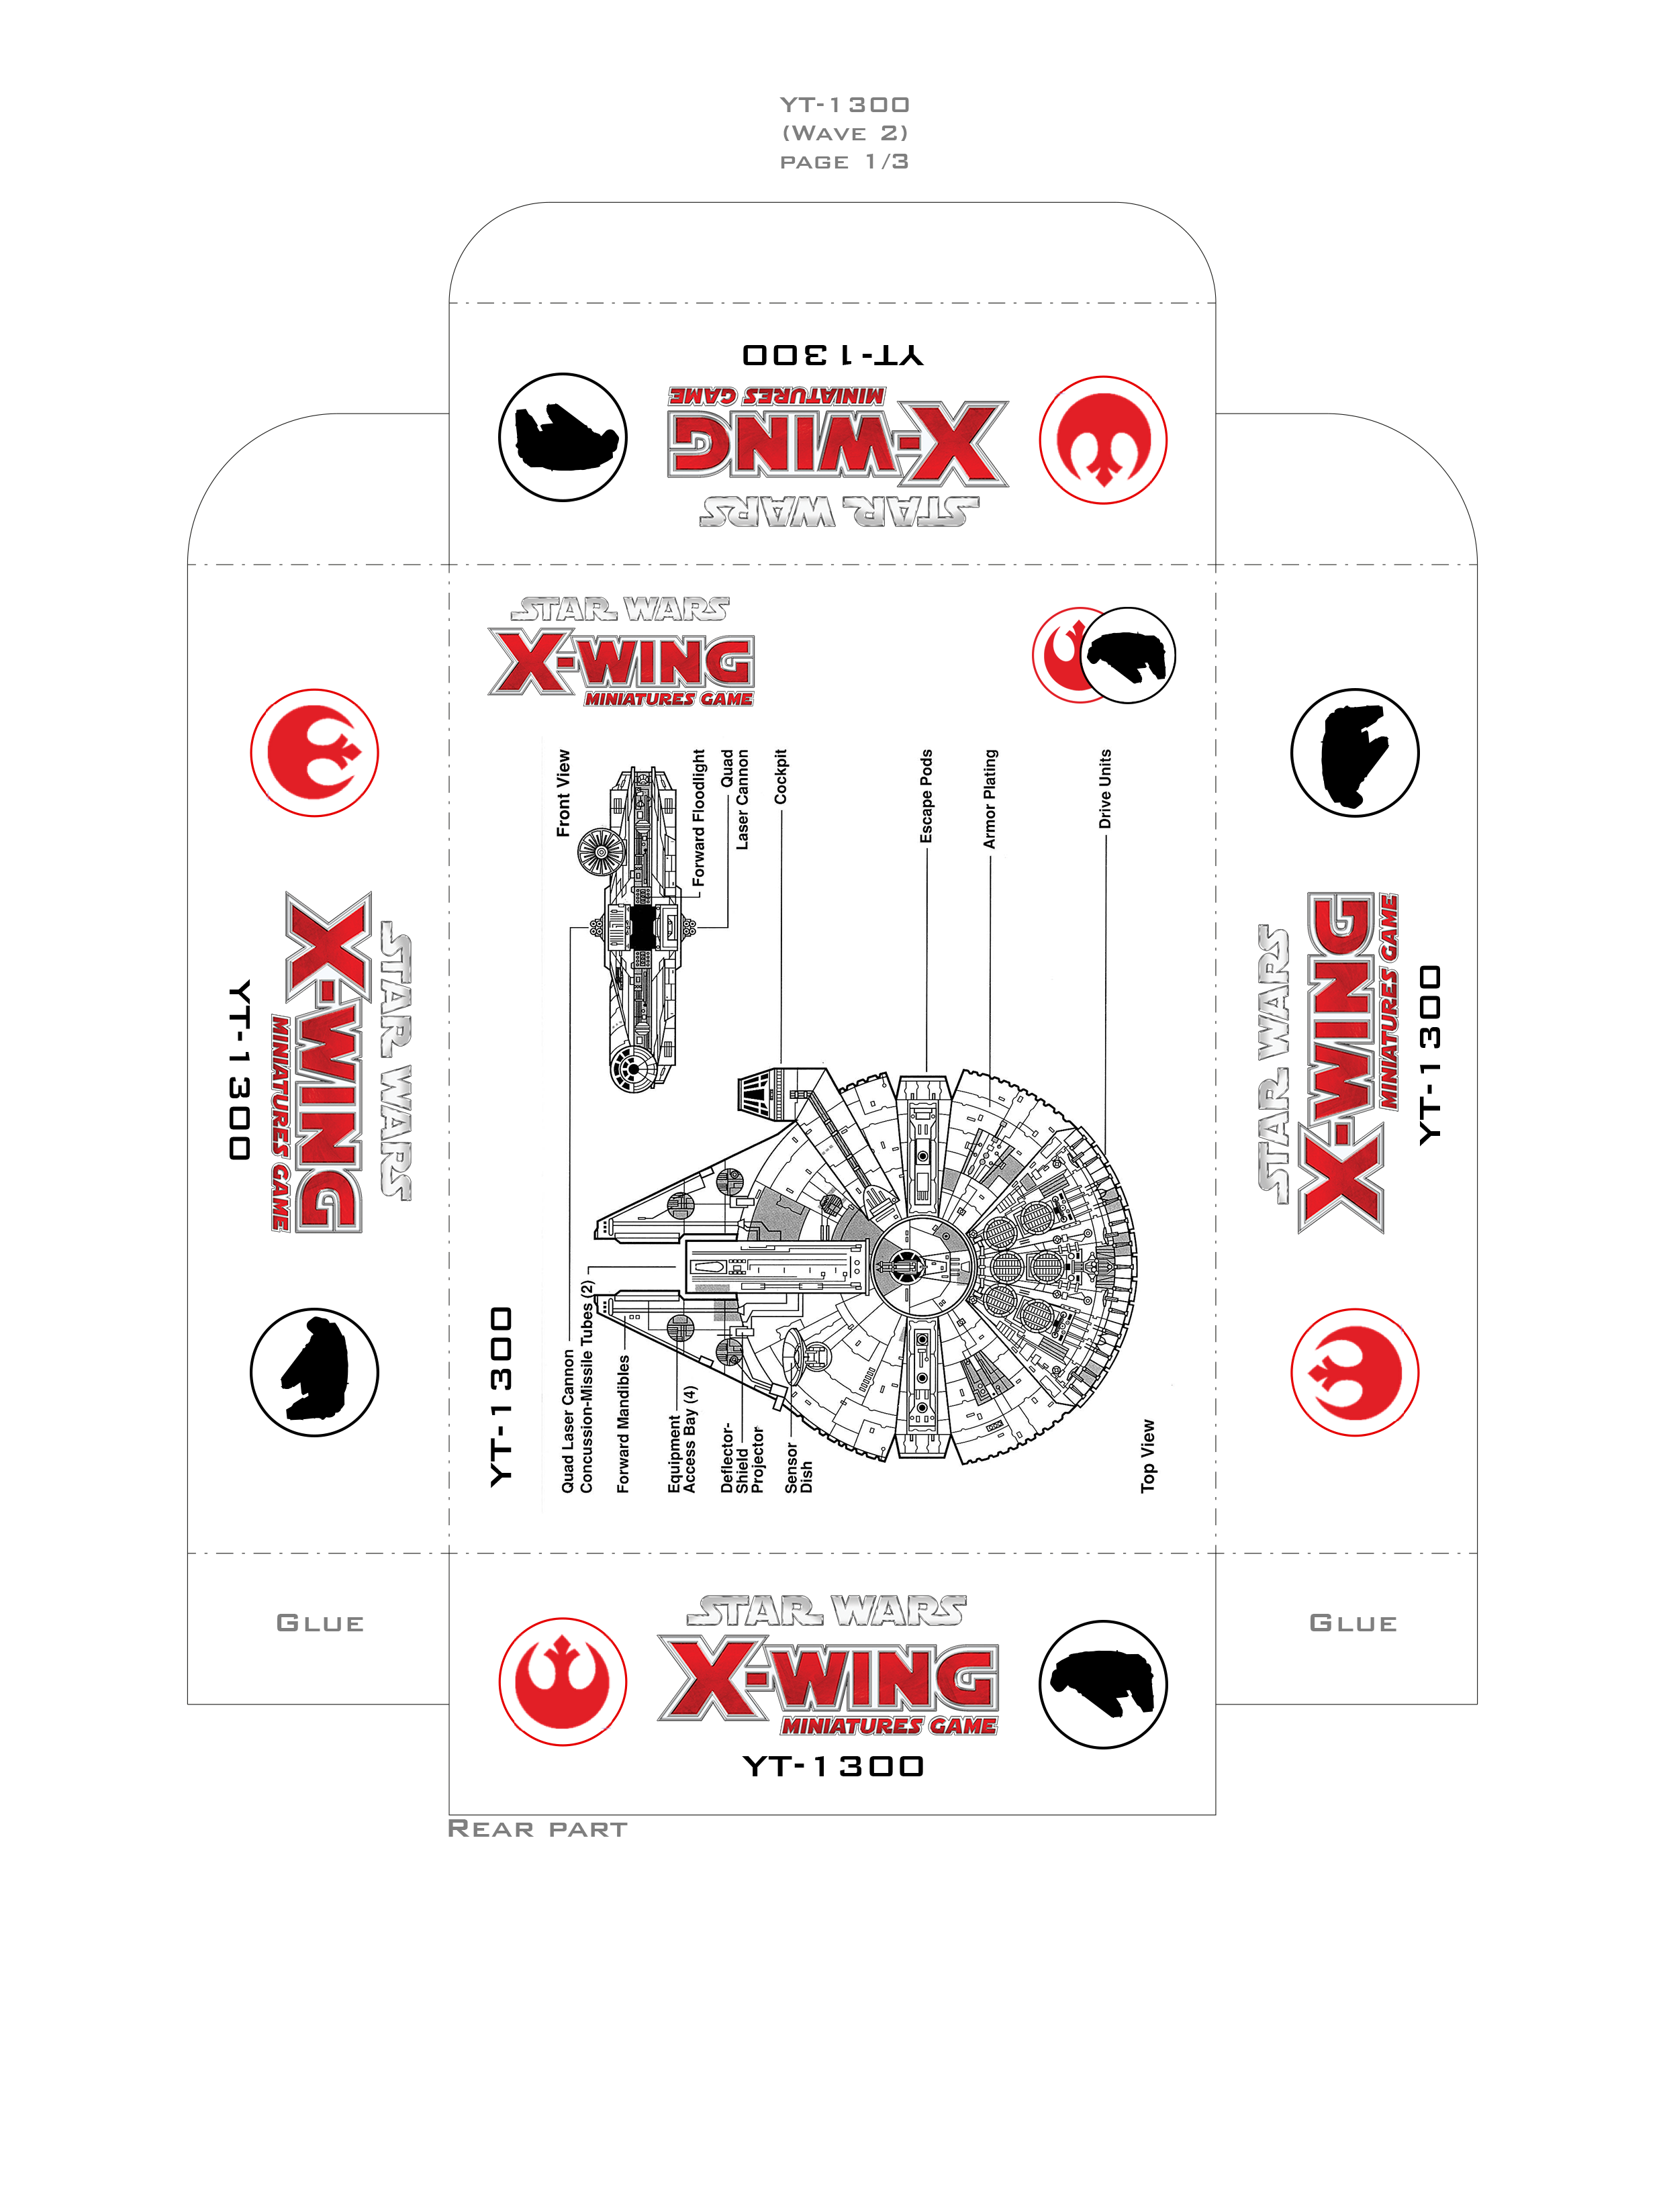 YT-1300
(Wave 2)
page 1/3
YT-1300
MINIATURES GAME
X-WING
STAR WARS
STAR WARS
X-WING
MINIATURES GAME
Front View
Forward Floodlight
Quad
Laser Cannon
Cockpit
Escape Pods
Armor Plating
Drive Units
YT-1300
Quad Laser Cannon
Concussion-Missile Tubes (2)
Forward Mandibles
Equipment
Access Bay (4)
Deflector-
Shield
Projector
Sensor
Dish
Top View
STAR WARS
X-WING
MINIATURES GAME
YT-1300
STAR WARS
X-WING
MINIATURES GAME
YT-1300
Glue
Glue
STAR WARS
X-WING
MINIATURES GAME
YT-1300
Rear part